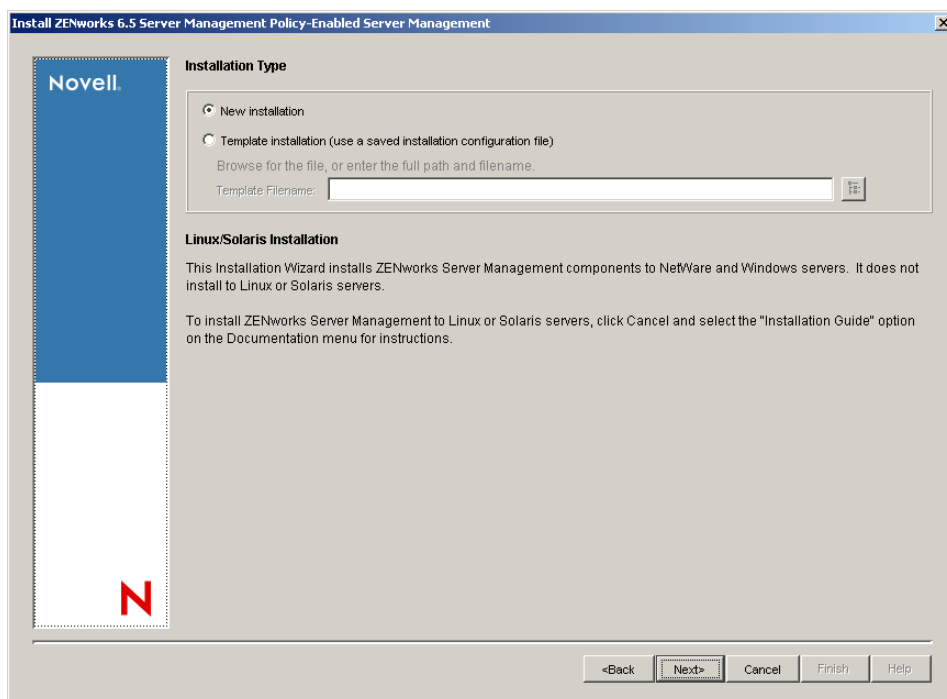 Install ZENworks 6.5 Server Management Policy-Enabled Server Management
Novell.
Installation Type
New installation
Template installation (use a saved installation configuration file)
Browse for the file, or enter the full path and filename.
Template Filename:
Linux/Solaris Installation
This Installation Wizard installs ZENworks Server Management components to NetWare and Windows servers. It does not
install to Linux or Solaris servers.
To install ZENworks Server Management to Linux or Solaris servers, click Cancel and select the "Installation Guide" option
on the Documentation menu for instructions.
N
<Back Next> Cancel Finish Help